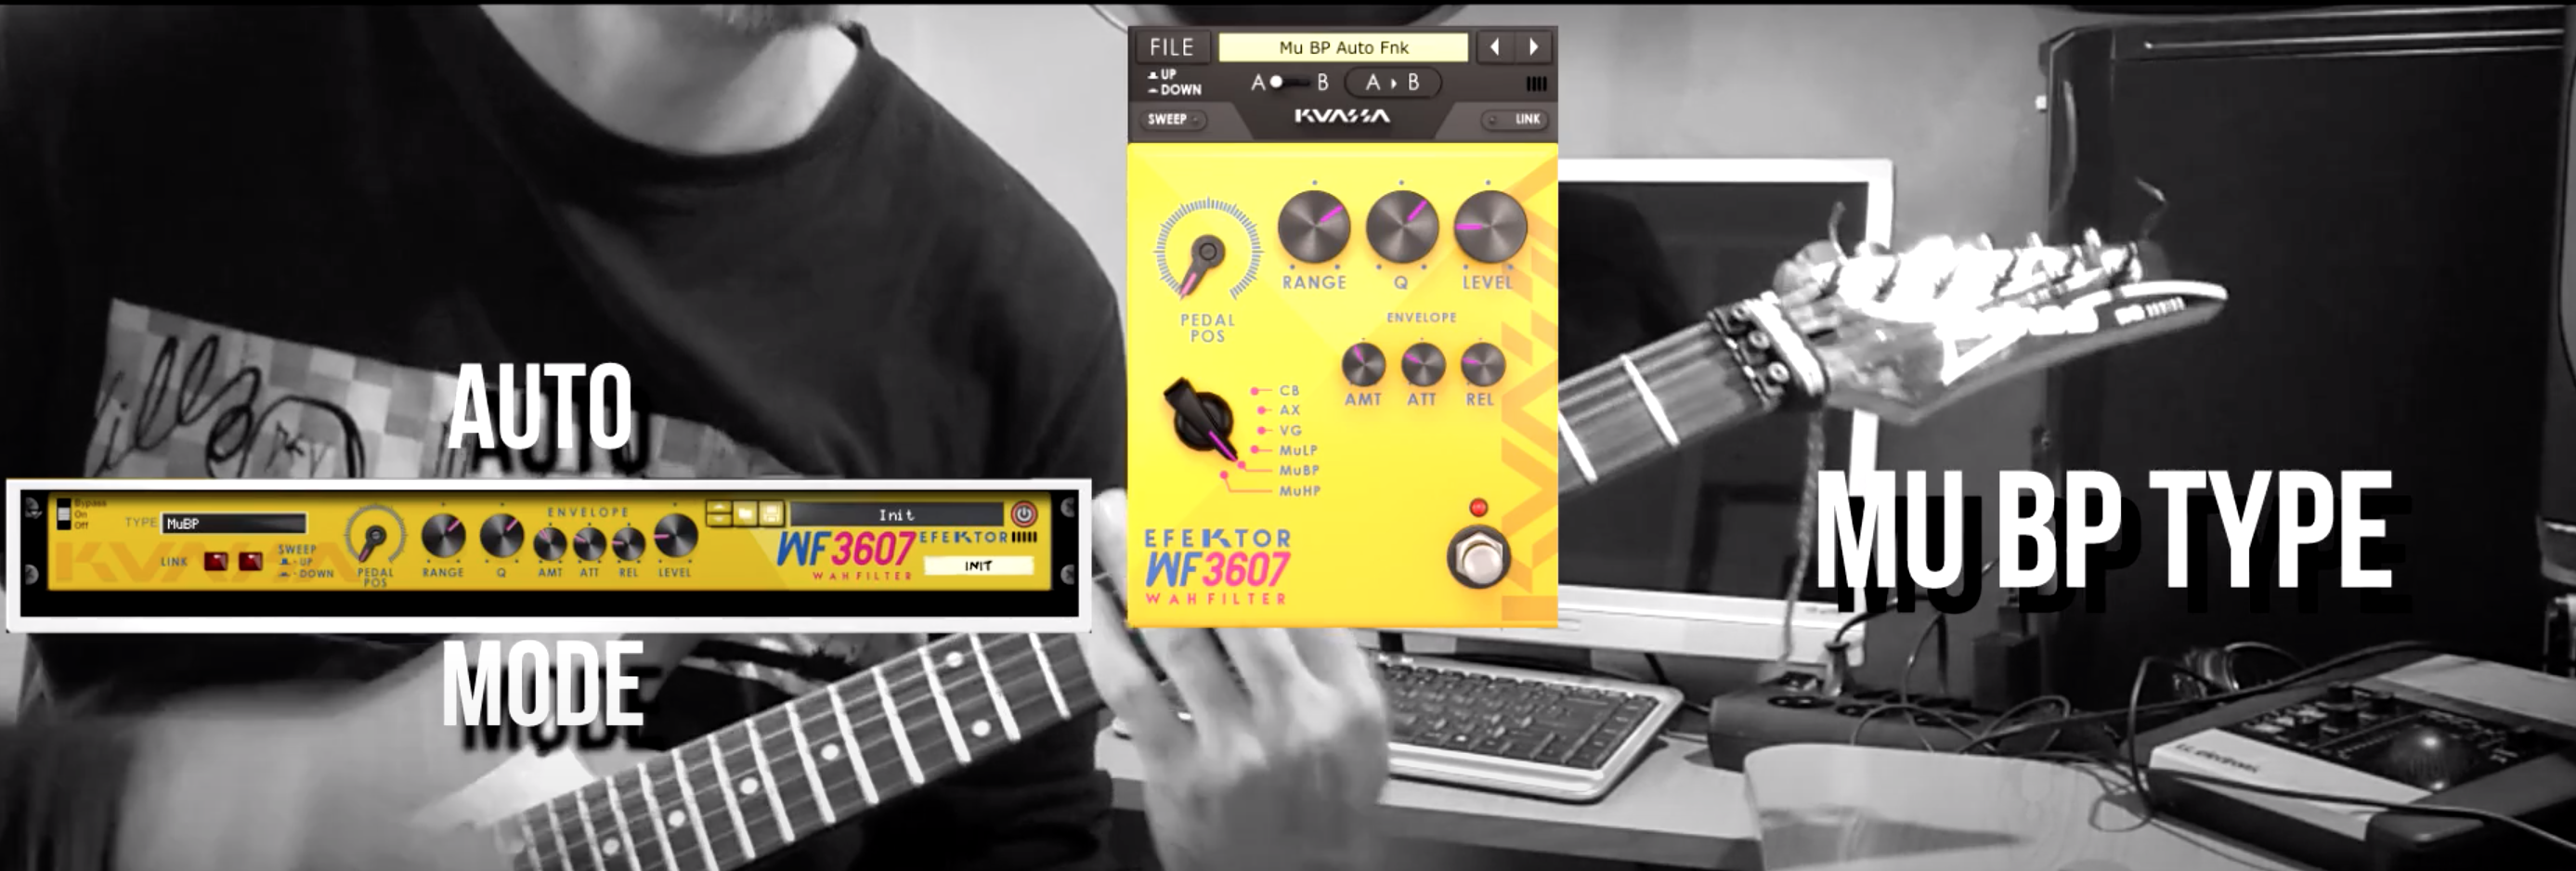 FILE
Mu BP Auto Fnk
UP
DOWN
A B A B
SWEEP
KVASSA
LINK
RANGE
Q
LEVEL
PEDAL
POS
ENVELOPE
AMT
ATT
REL
CB
AX
VG
MuLP
MuBP
MuHP
EFEKTOR
WF3607
WAH FILTER
AUTO
Bypass
On
Off
TYPE
MuBP
LINK
SWEEP
UP
DOWN
PEDAL
POS
RANGE
Q
ENVELOPE
AMT
ATT
REL
LEVEL
Init
WF3607
WAH FILTER
EFEKTOR
INIT
KVASSA
MODE
MU BP TYPE